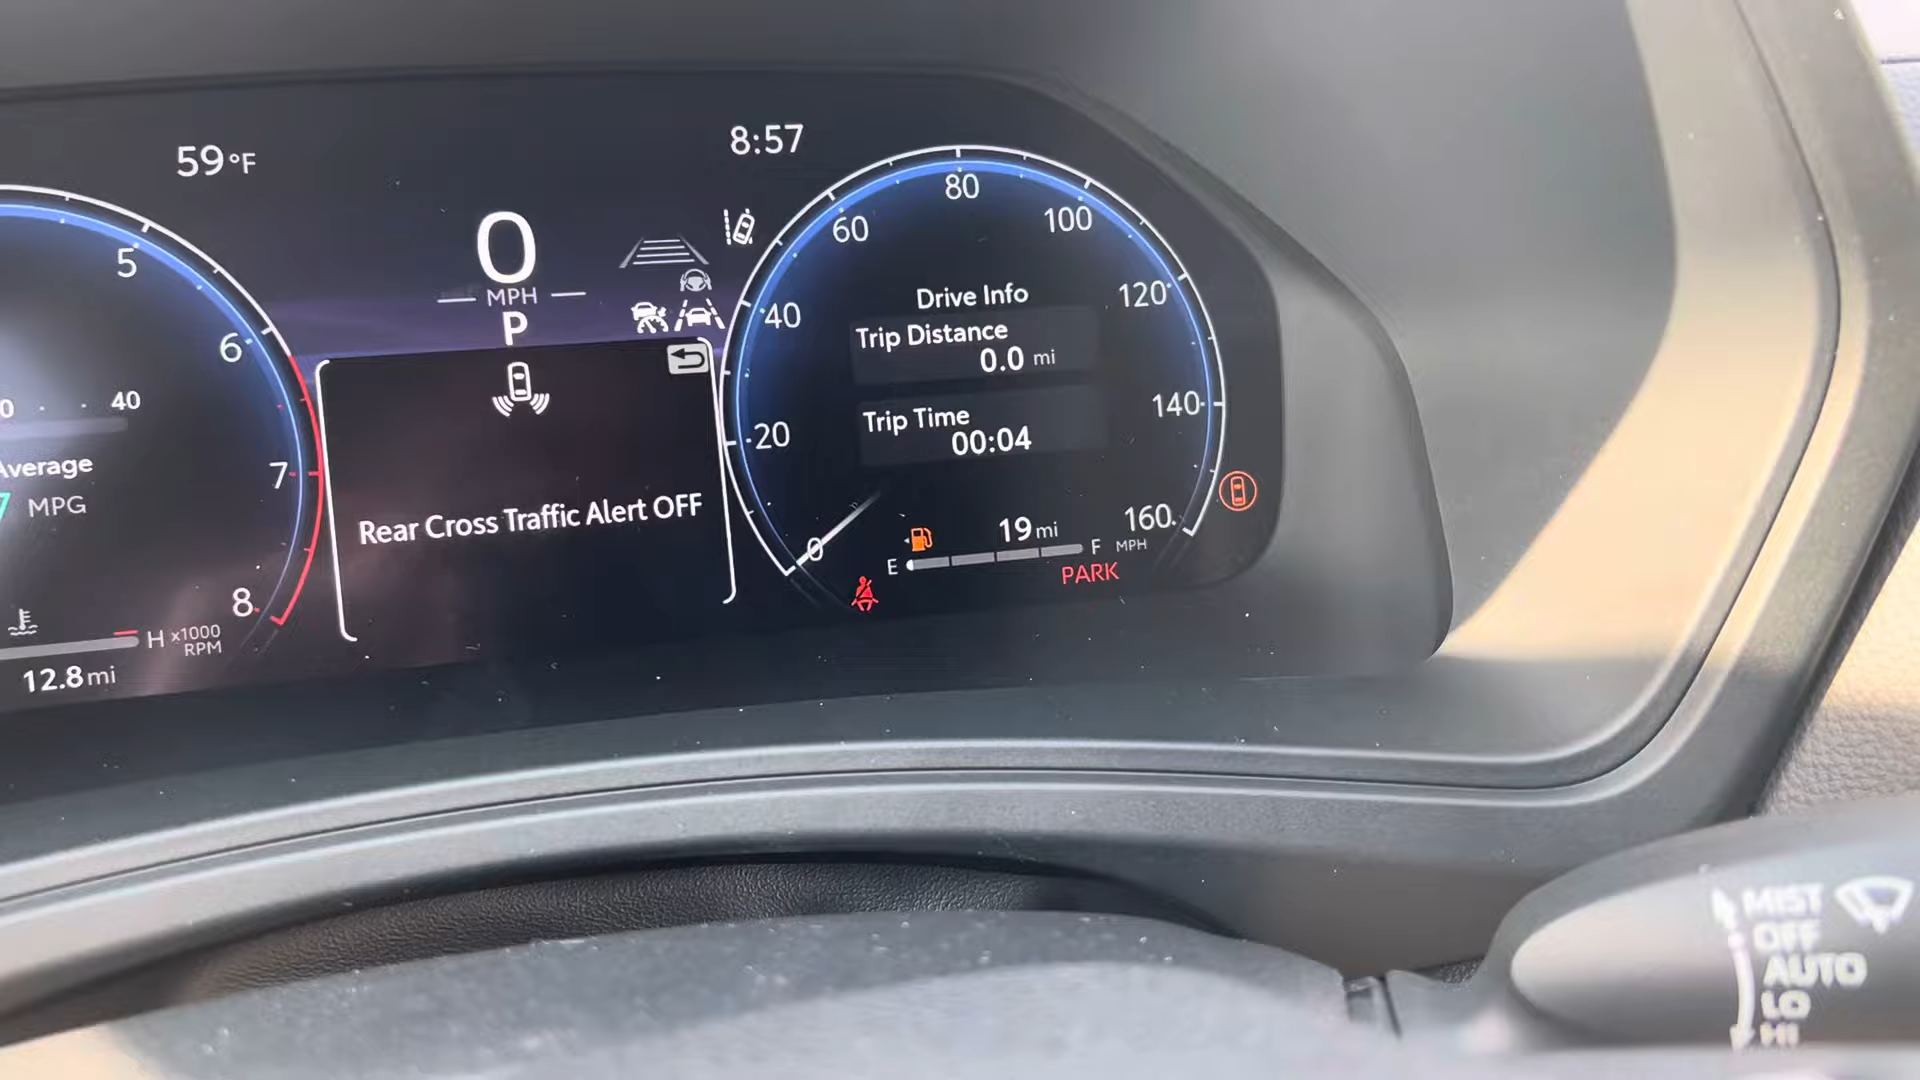 59°F
8:57
0
MPH
P
Rear Cross Traffic Alert OFF
5
6
7
8
40
Average
MPG
H
x1000
RPM
12.8 mi
0
20
40
60
80
100
120
140
160
MPH
Drive Info
Trip Distance
0.0 mi
Trip Time
00:04
19 mi
E
F
PARK
MIST
OFF
AUTO
LO
HI